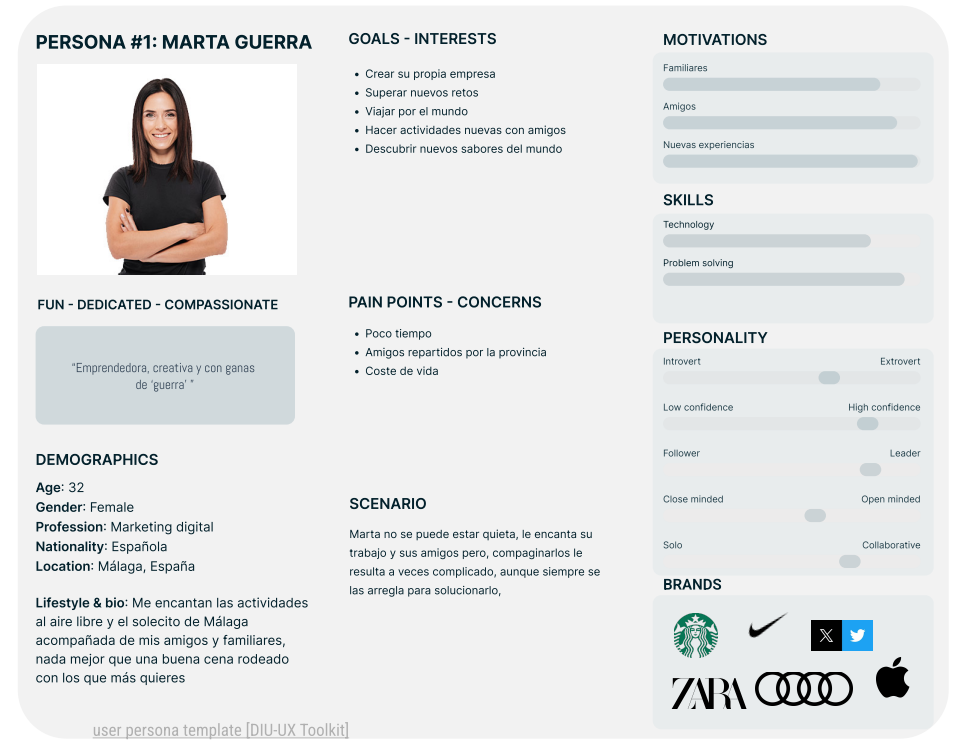 PERSONA #1: MARTA GUERRA
FUN - DEDICATED - COMPASSIONATE
“Emprendedora, creativa y con ganas
de ‘guerra’ ”
DEMOGRAPHICS
Age: 32
Gender: Female
Profession: Marketing digital
Nationality: Española
Location: Málaga, España
Lifestyle & bio: Me encantan las actividades
al aire libre y el solecito de Málaga
acompañada de mis amigos y familiares,
nada mejor que una buena cena rodeado
con los que más quieres
GOALS - INTERESTS
• Crear su propia empresa
• Superar nuevos retos
• Viajar por el mundo
• Hacer actividades nuevas con amigos
• Descubrir nuevos sabores del mundo
PAIN POINTS - CONCERNS
• Poco tiempo
• Amigos repartidos por la provincia
• Coste de vida
SCENARIO
Marta no se puede estar quieta, le encanta su
trabajo y sus amigos pero, compaginarlos le
resulta a veces complicado, aunque siempre se
las arregla para solucionarlo,
MOTIVATIONS
Familiares
Amigos
Nuevas experiencias
SKILLS
Technology
Problem solving
PERSONALITY
Introvert Extrovert
Low confidence High confidence
Follower Leader
Close minded Open minded
Solo Collaborative
BRANDS
X
ZARA
user persona template [DIU-UX Toolkit]